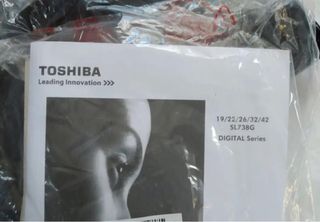 TOSHIBA
Leading Innovation >>>
19/22/26/32/42
SL738G
DIGITAL Series